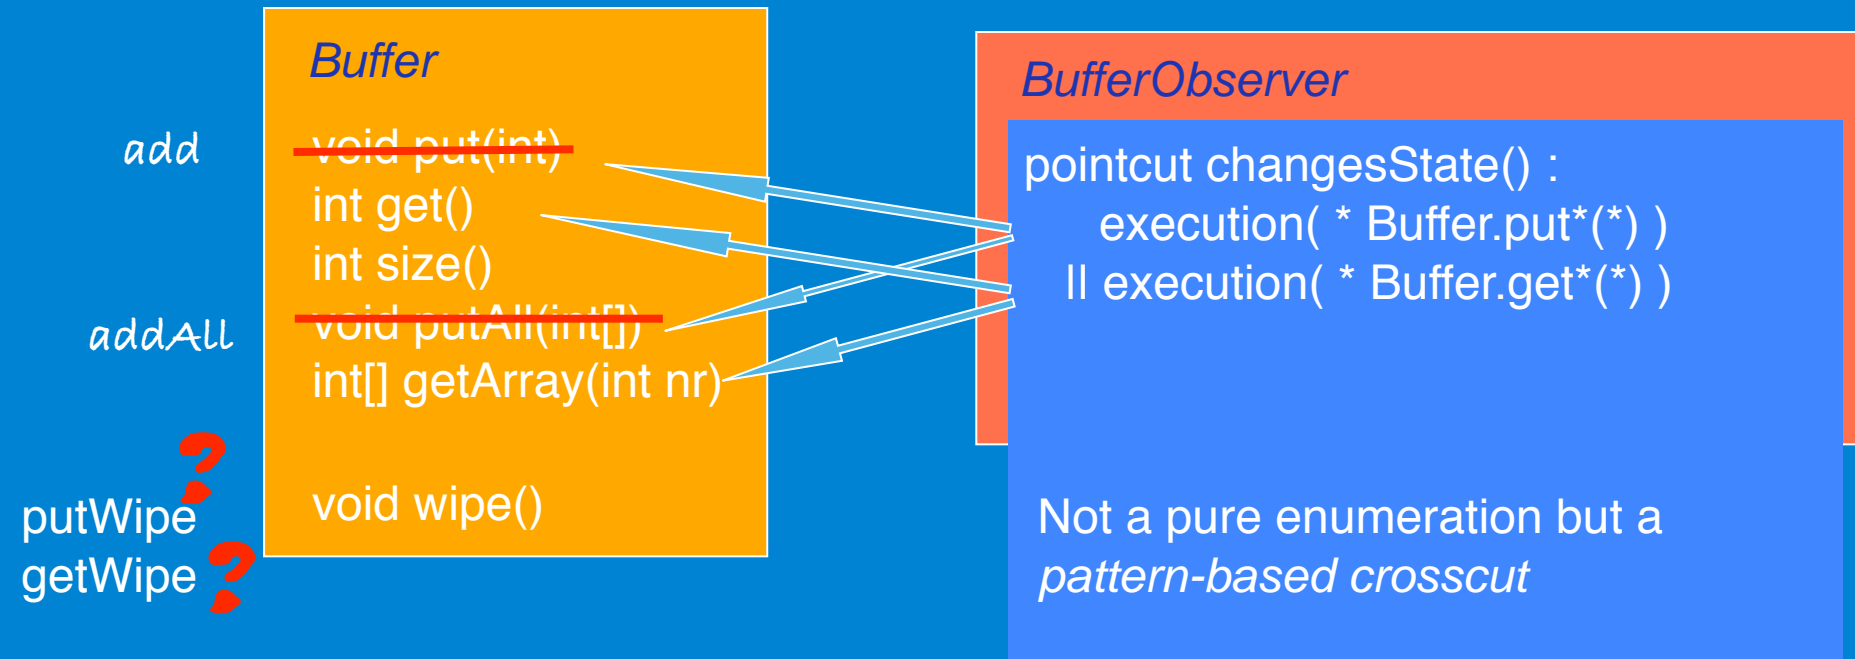 Buffer
add
void put(int)
int get()
int size()
addAll
void putAll(int[])
int[] getArray(int nr)
?
putWipe
getWipe ?
void wipe()
BufferObserver
pointcut changesState() :
execution( * Buffer.put*(*) )
|| execution( * Buffer.get*(*) )
Not a pure enumeration but a
pattern-based crosscut